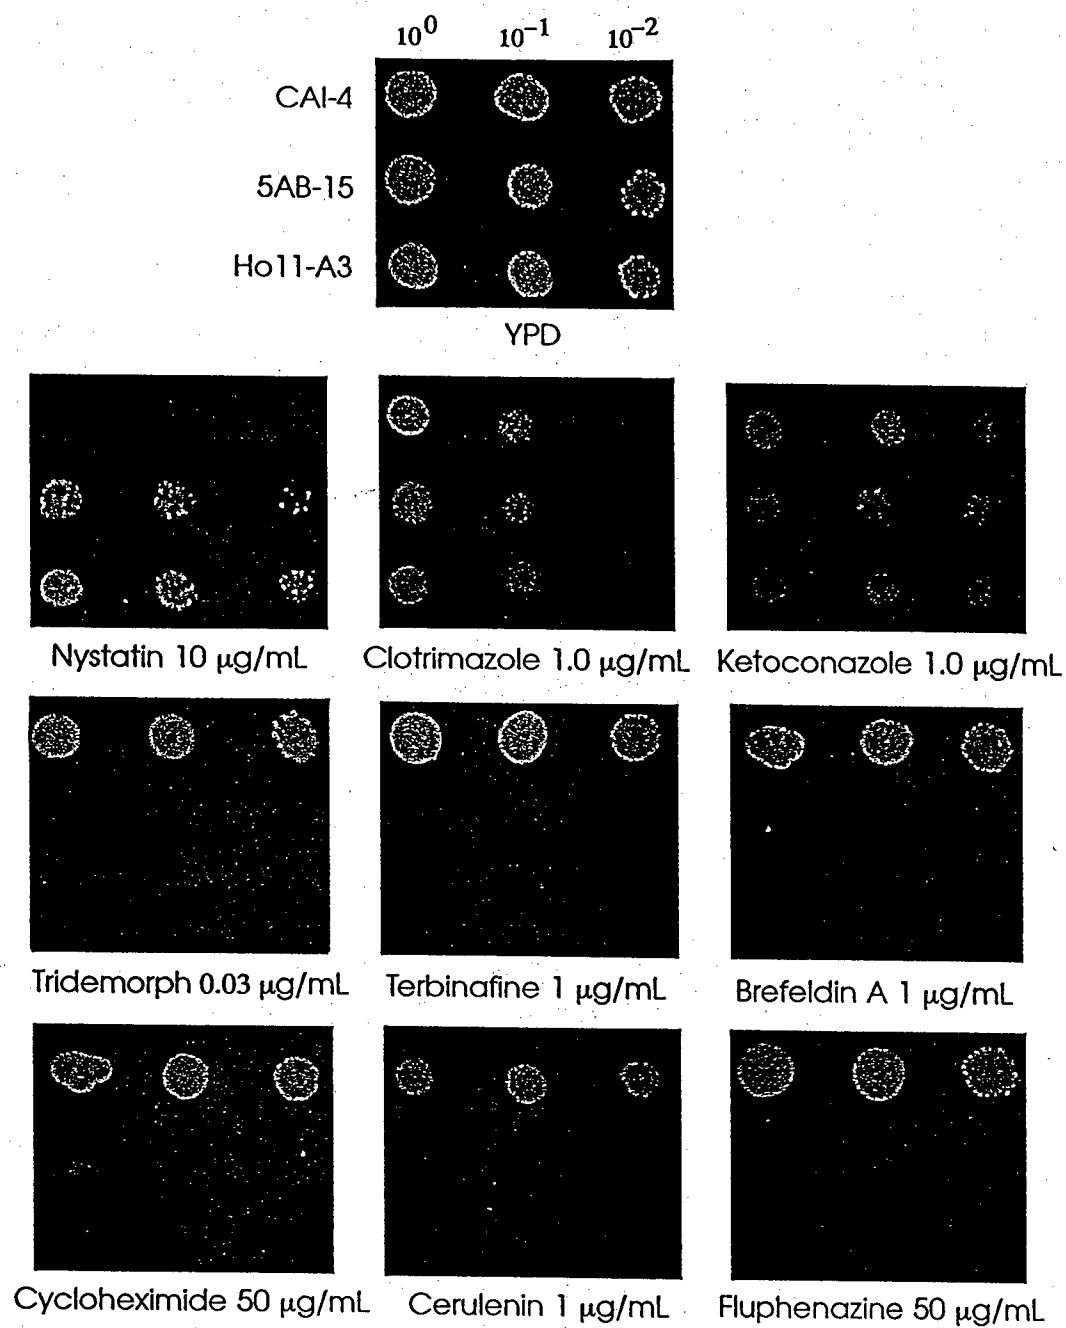 10⁰ 10⁻¹ 10⁻²
CAI-4
5AB-15
Ho11-A3
YPD
Nystatin 10 μg/mL Clotrimazole 1.0 μg/mL Ketoconazole 1.0 μg/mL
Tridemorph 0.03 μg/mL Terbinafine 1 μg/mL Brefeldin A 1 μg/mL
Cycloheximide 50 μg/mL Cerulenin 1 μg/mL Fluphenazine 50 μg/mL